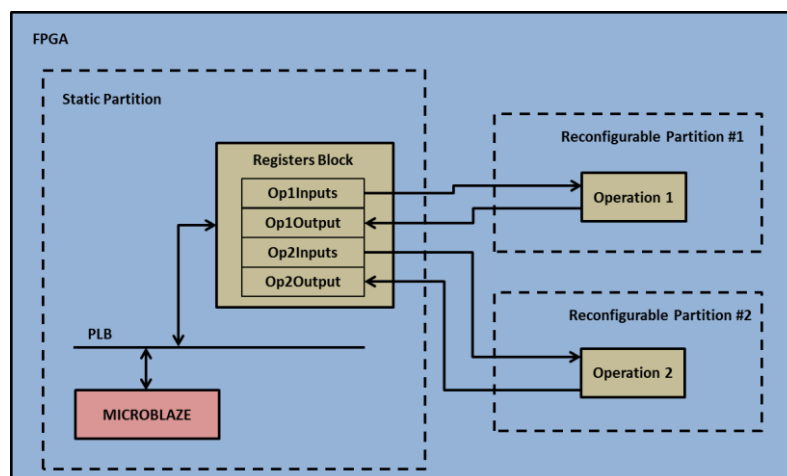 FPGA
Static Partition
Registers Block
Op1Inputs
Op1Output
Op2Inputs
Op2Output
PLB
MICROBLAZE
Reconfigurable Partition #1
Operation 1
Reconfigurable Partition #2
Operation 2